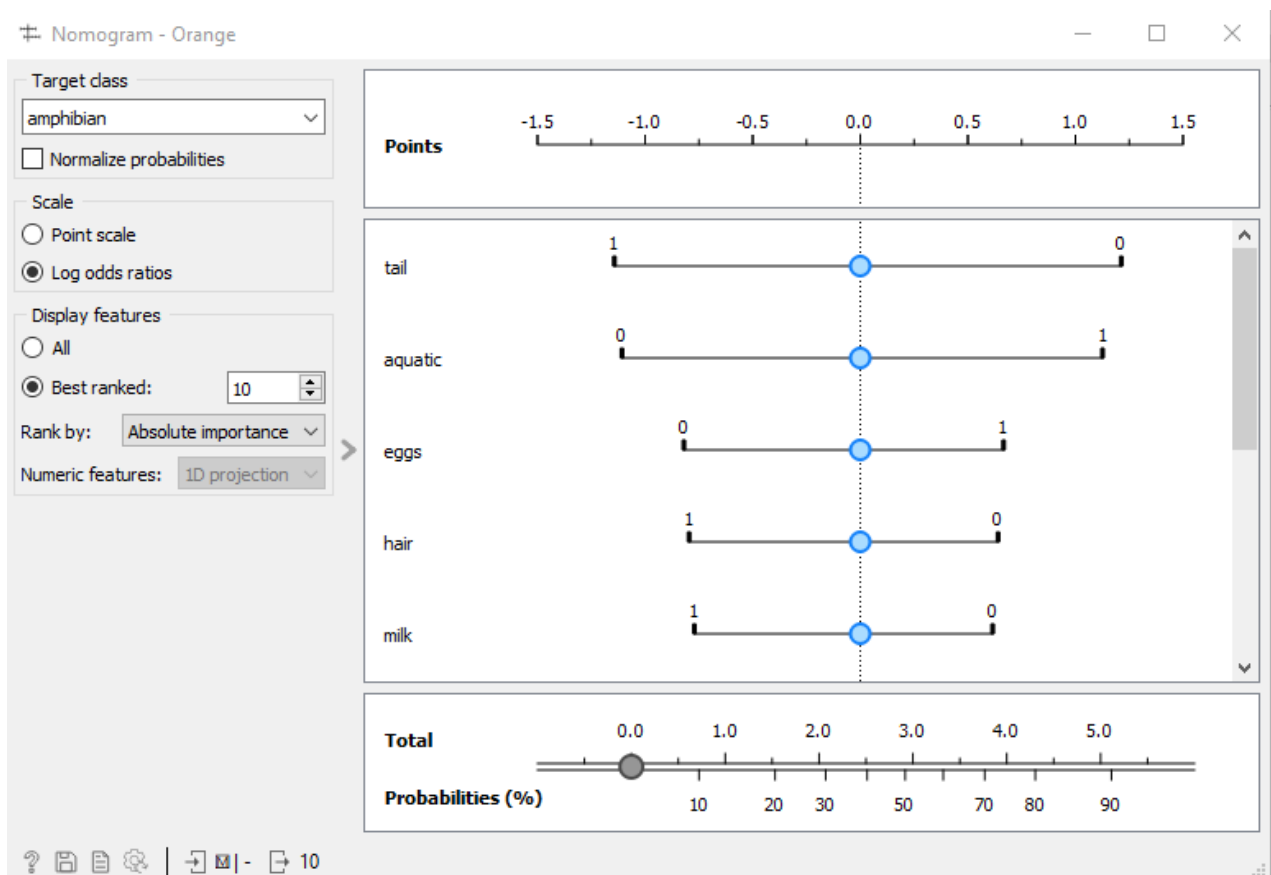 Nomogram - Orange
Target class
amphibian
Normalize probabilities
Scale
Point scale
Log odds ratios
Display features
All
Best ranked: 10
Rank by: Absolute importance
Numeric features: 1D projection
Points
-1.5 -1.0 -0.5 0.0 0.5 1.0 1.5
1 0
tail
0 1
aquatic
0 1
eggs
1 0
hair
1 0
milk
0.0 1.0 2.0 3.0 4.0 5.0
Total
Probabilities (%)
10 20 30 50 70 80 90
? | - 10